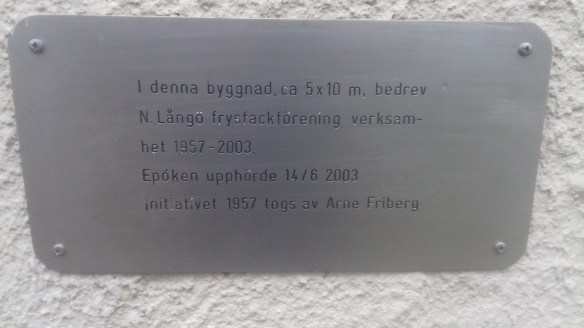 I denna byggnad, ca 5x10 m, bedrev
N. Långö frysfackförening verksam-
het 1957-2003.
Epoken upphörde 14/6 2003
Initiativet 1957 togs av Arne Friberg